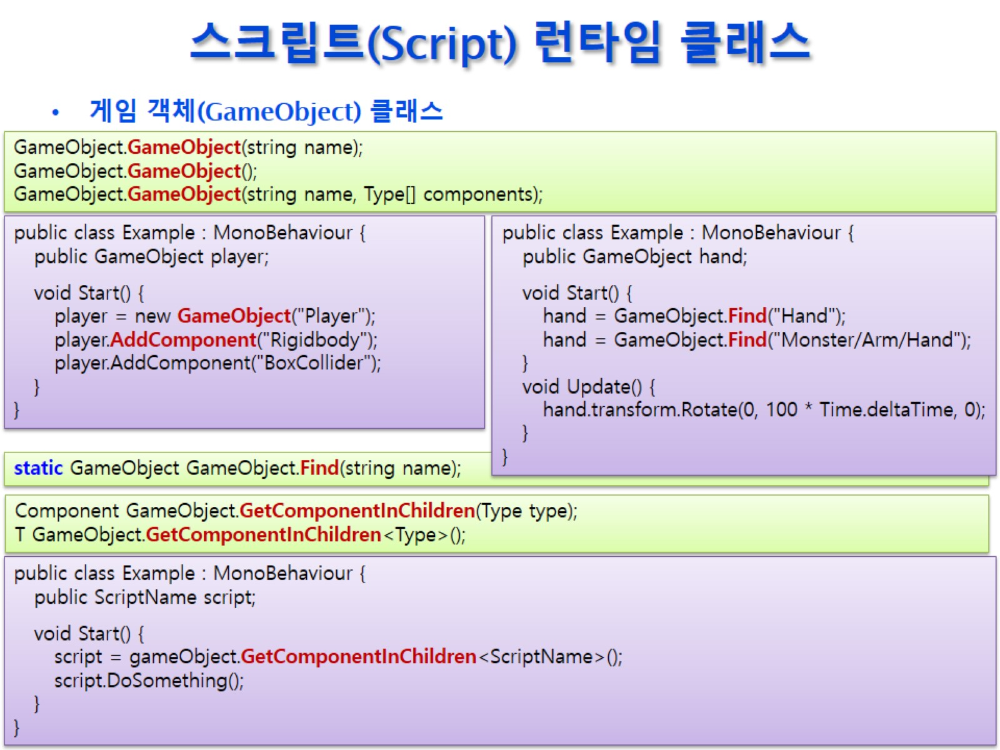 스크립트(Script) 런타임 클래스
• 게임 객체(GameObject) 클래스
GameObject.GameObject(string name);
GameObject.GameObject();
GameObject.GameObject(string name, Type[] components);
public class Example : MonoBehaviour {
public GameObject player;
void Start() {
player = new GameObject("Player");
player.AddComponent("Rigidbody");
player.AddComponent("BoxCollider");
}
}
public class Example : MonoBehaviour {
public GameObject hand;
void Start() {
hand = GameObject.Find("Hand");
hand = GameObject.Find("Monster/Arm/Hand");
}
void Update() {
hand.transform.Rotate(0, 100 * Time.deltaTime, 0);
}
}
static GameObject GameObject.Find(string name);
Component GameObject.GetComponentInChildren(Type type);
T GameObject.GetComponentInChildren<Type>();
public class Example : MonoBehaviour {
public ScriptName script;
void Start() {
script = gameObject.GetComponentInChildren<ScriptName>();
script.DoSomething();
}
}